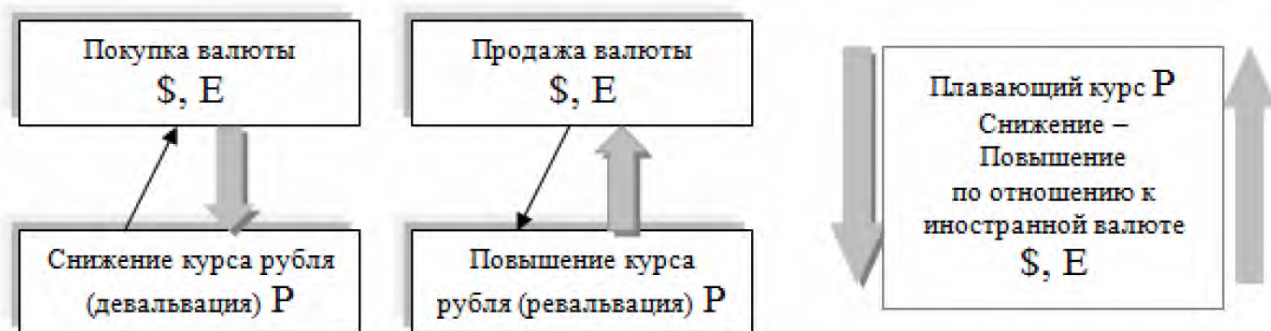 Покупка валюты
$, Е
Продажа валюты
$, Е
Снижение курса рубля
(девальвация) Р
Повышение курса
рубля (ревальвация) Р
Плавающий курс Р
Снижение –
Повышение
по отношению к
иностранной валюте
$, Е